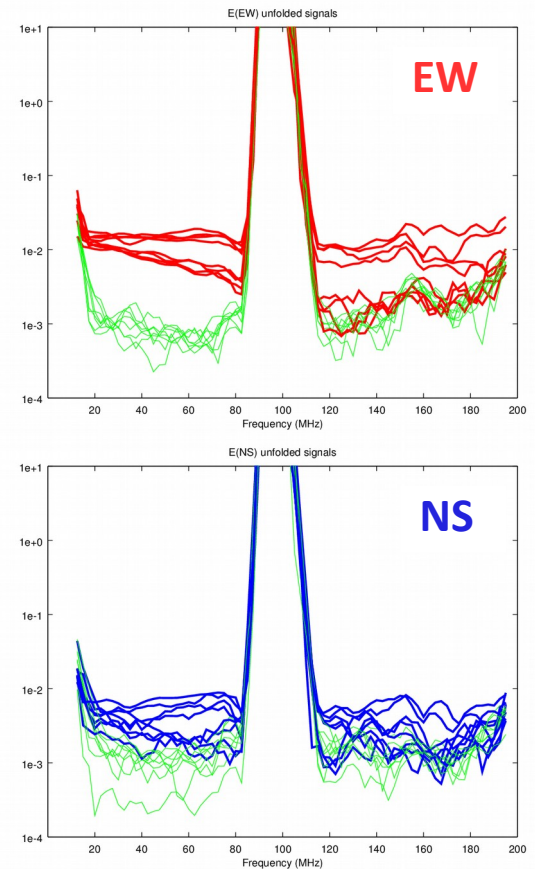 E(EW) unfolded signals
EW
1e+1
1e+0
1e-1
1e-2
1e-3
1e-4
20 40 60 80 100 120 140 160 180 200
Frequency (MHz)
E(NS) unfolded signals
NS
1e+1
1e+0
1e-1
1e-2
1e-3
1e-4
20 40 60 80 100 120 140 160 180 200
Frequency (MHz)